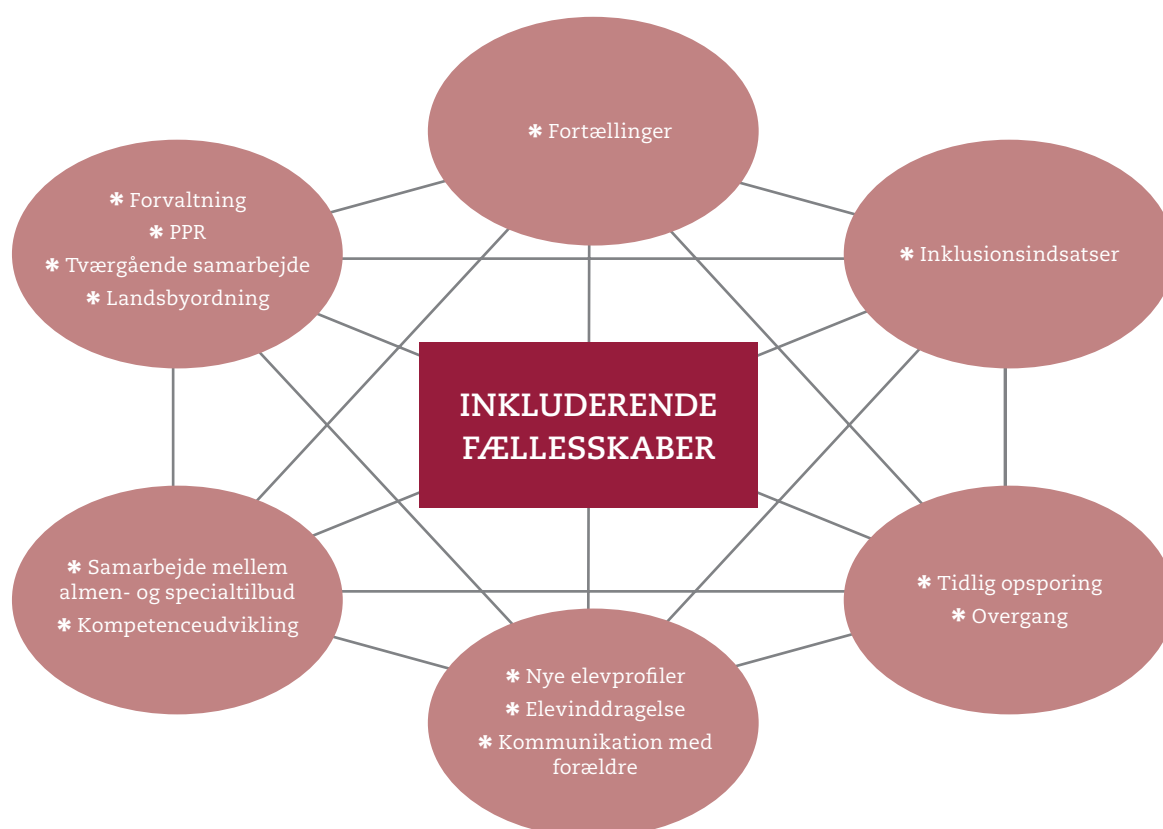 * Fortællinger
* Forvaltning
* PPR
* Tværgående samarbejde
* Landsbyordning
* Inklusionsindsatser
INKLUDERENDE
FÆLLESSKABER
* Samarbejde mellem
almen- og specialtilbud
* Kompetenceudvikling
* Tidlig opsporing
* Overgang
* Nye elevprofiler
* Elevinddragelse
* Kommunikation med
forældre